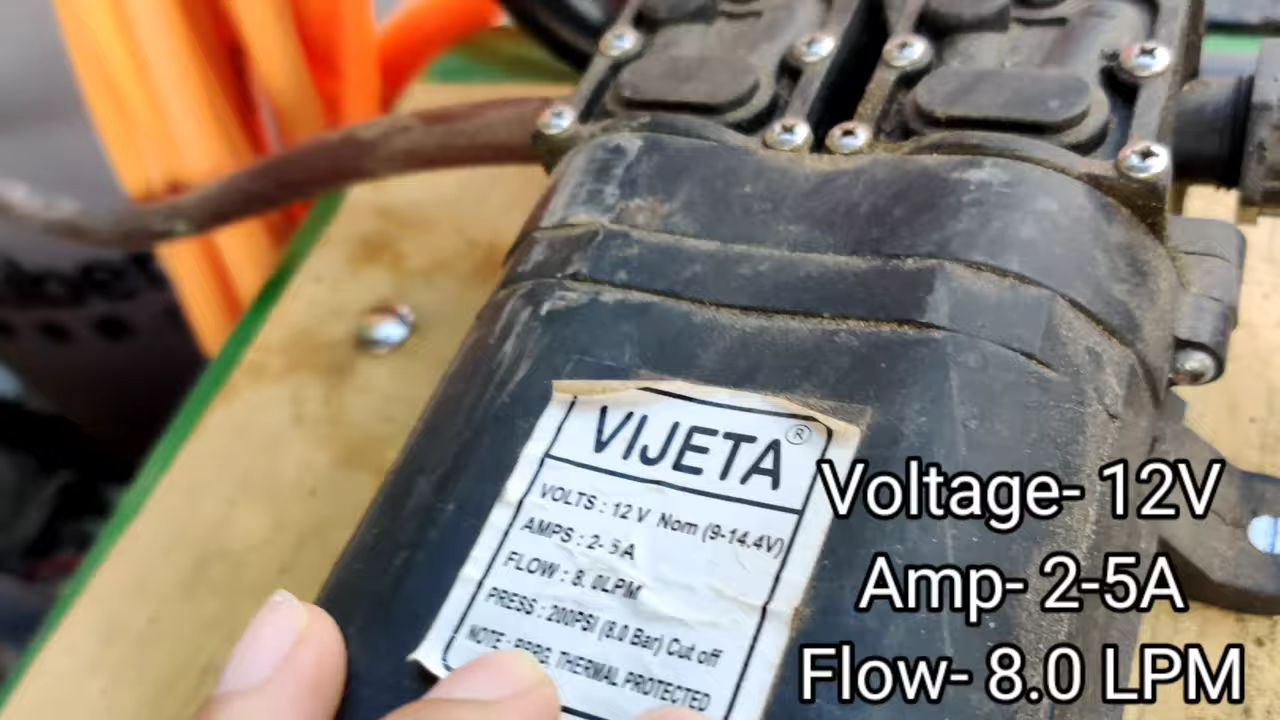 VIJETA®
VOLTS : 12 V Nom (9-14.4V)
AMPS : 2-5A
FLOW : 8.0LPM
PRESS : 200PSI (8.0 Bar) Cut off
NOTE : THERMAL PROTECTED
Voltage- 12V
Amp- 2-5A
Flow- 8.0 LPM